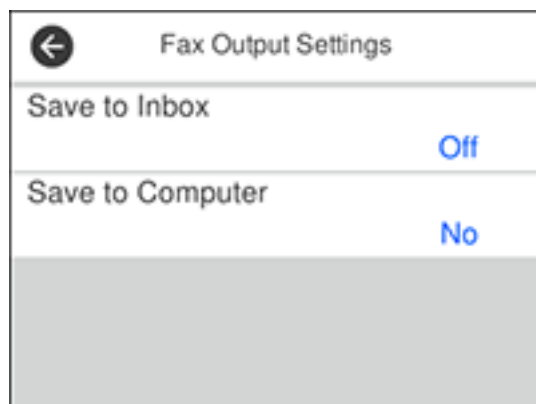 Fax Output Settings
Save to Inbox
Off
Save to Computer
No